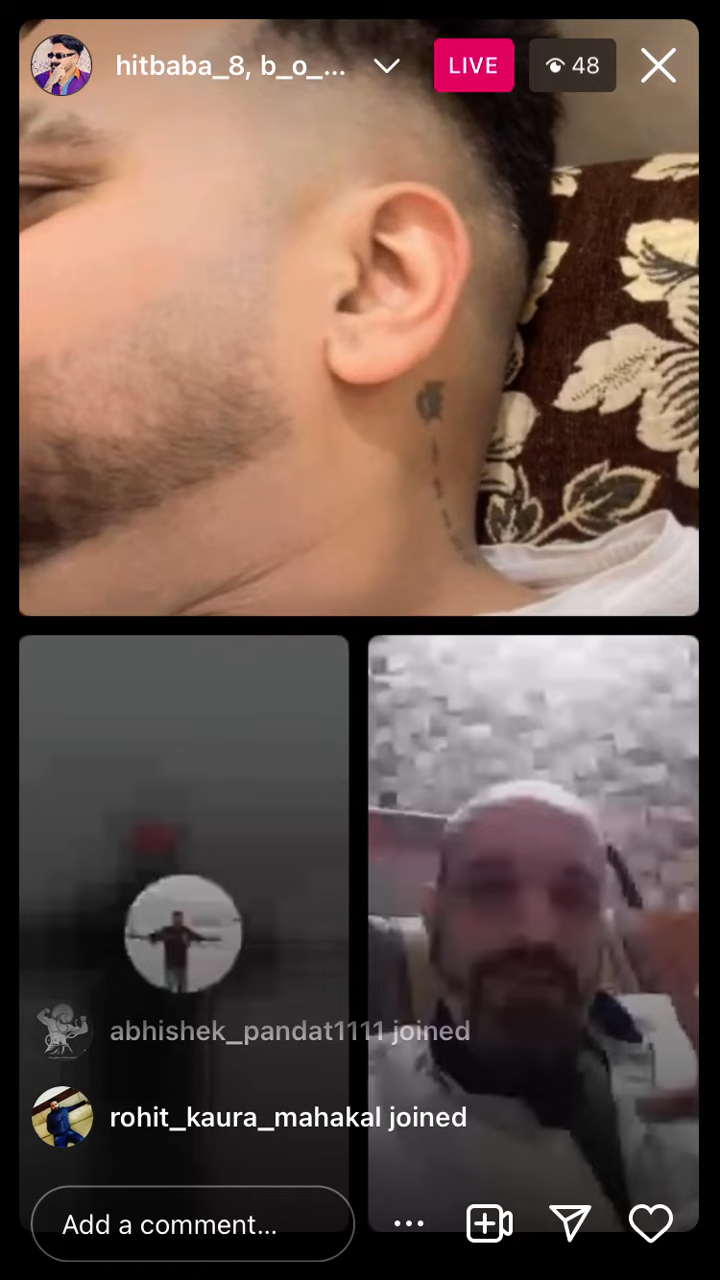 hitbaba_8, b_o_...
LIVE
48
abhishek_pandat1111 joined
rohit_kaura_mahakal joined
Add a comment...